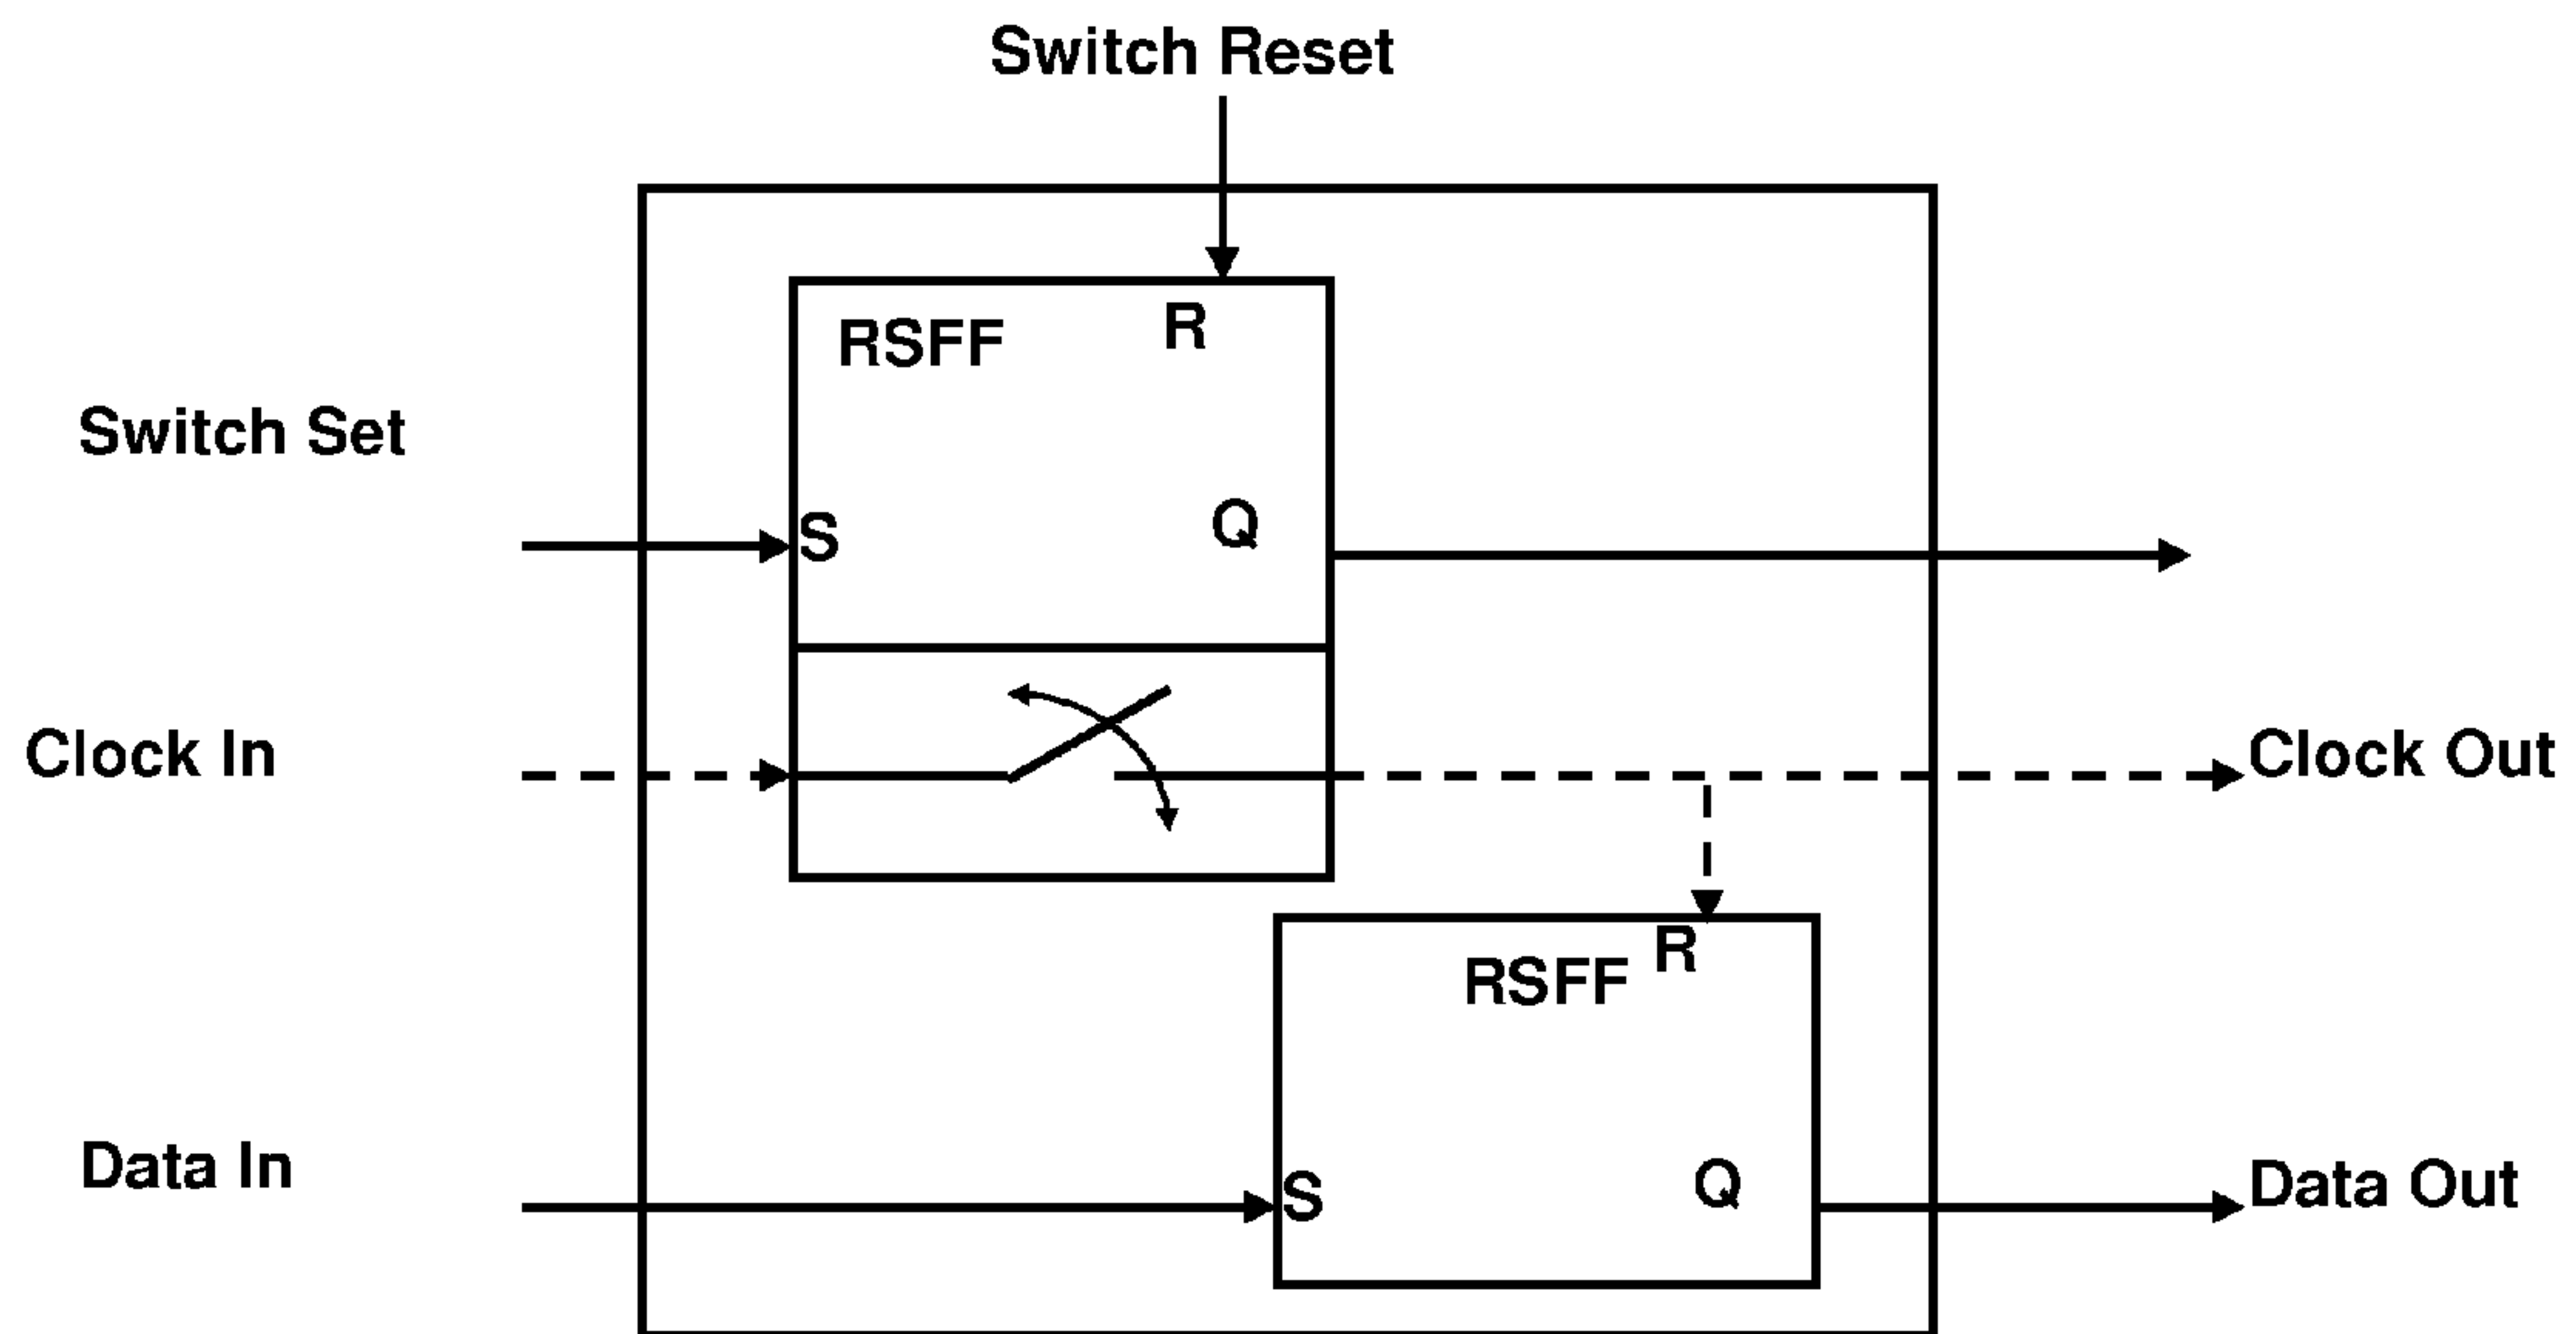 Switch Reset
RSFF
R
Switch Set
S
Q
Clock In
Clock Out
R
RSFF
Data In
S
Q
Data Out